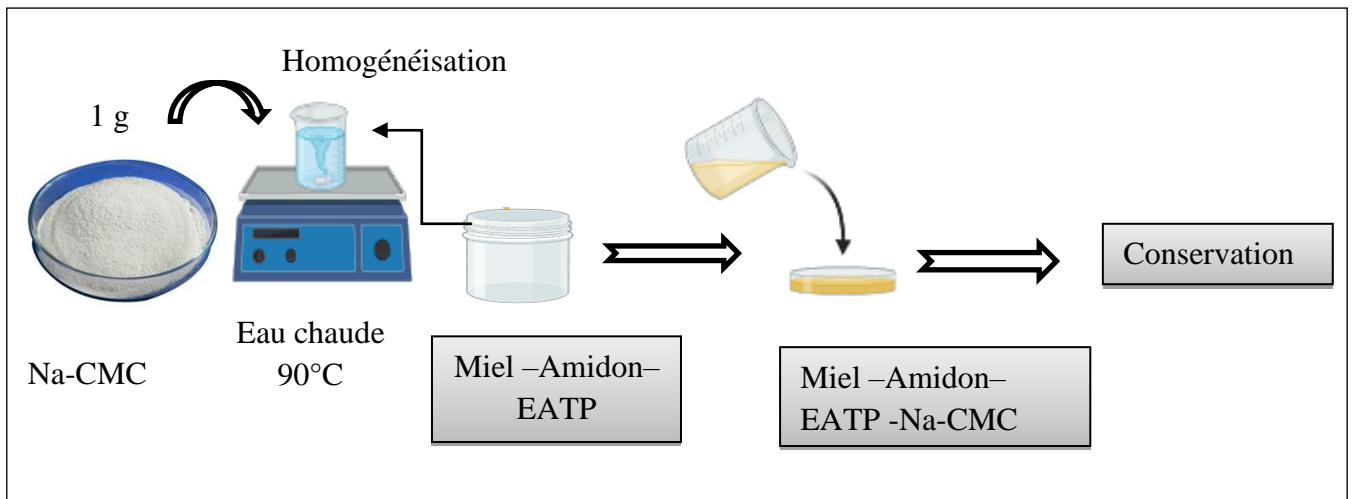 Homogénéisation
1 g
Na-CMC
Eau chaude
90°C
Miel –Amidon–
EATP
Miel –Amidon–
EATP -Na-CMC
Conservation